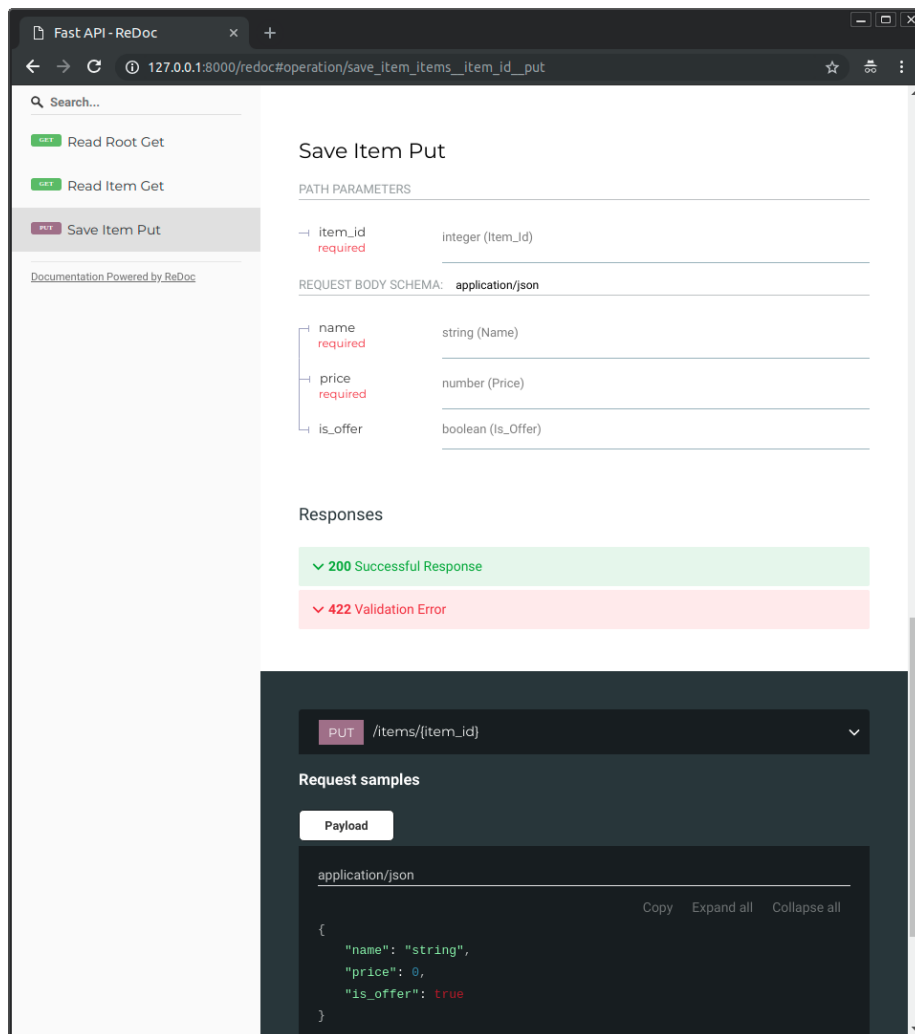 Fast API - ReDoc
127.0.0.1:8000/redoc#operation/save_item_items__item_id__put
Search...
GET Read Root Get
GET Read Item Get
PUT Save Item Put
Documentation Powered by ReDoc
Save Item Put
PATH PARAMETERS
item_id
required
integer (Item_Id)
REQUEST BODY SCHEMA: application/json
name
required
string (Name)
price
required
number (Price)
is_offer
boolean (Is_Offer)
Responses
200 Successful Response
422 Validation Error
PUT /items/{item_id}
Request samples
Payload
application/json
Copy Expand all Collapse all
{
"name": "string",
"price": 0,
"is_offer": true
}